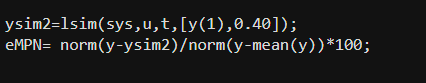 ysim2=lsim(sys,u,t,[y(1),0.40]);
eMPN= norm(y-ysim2)/norm(y-mean(y))*100;